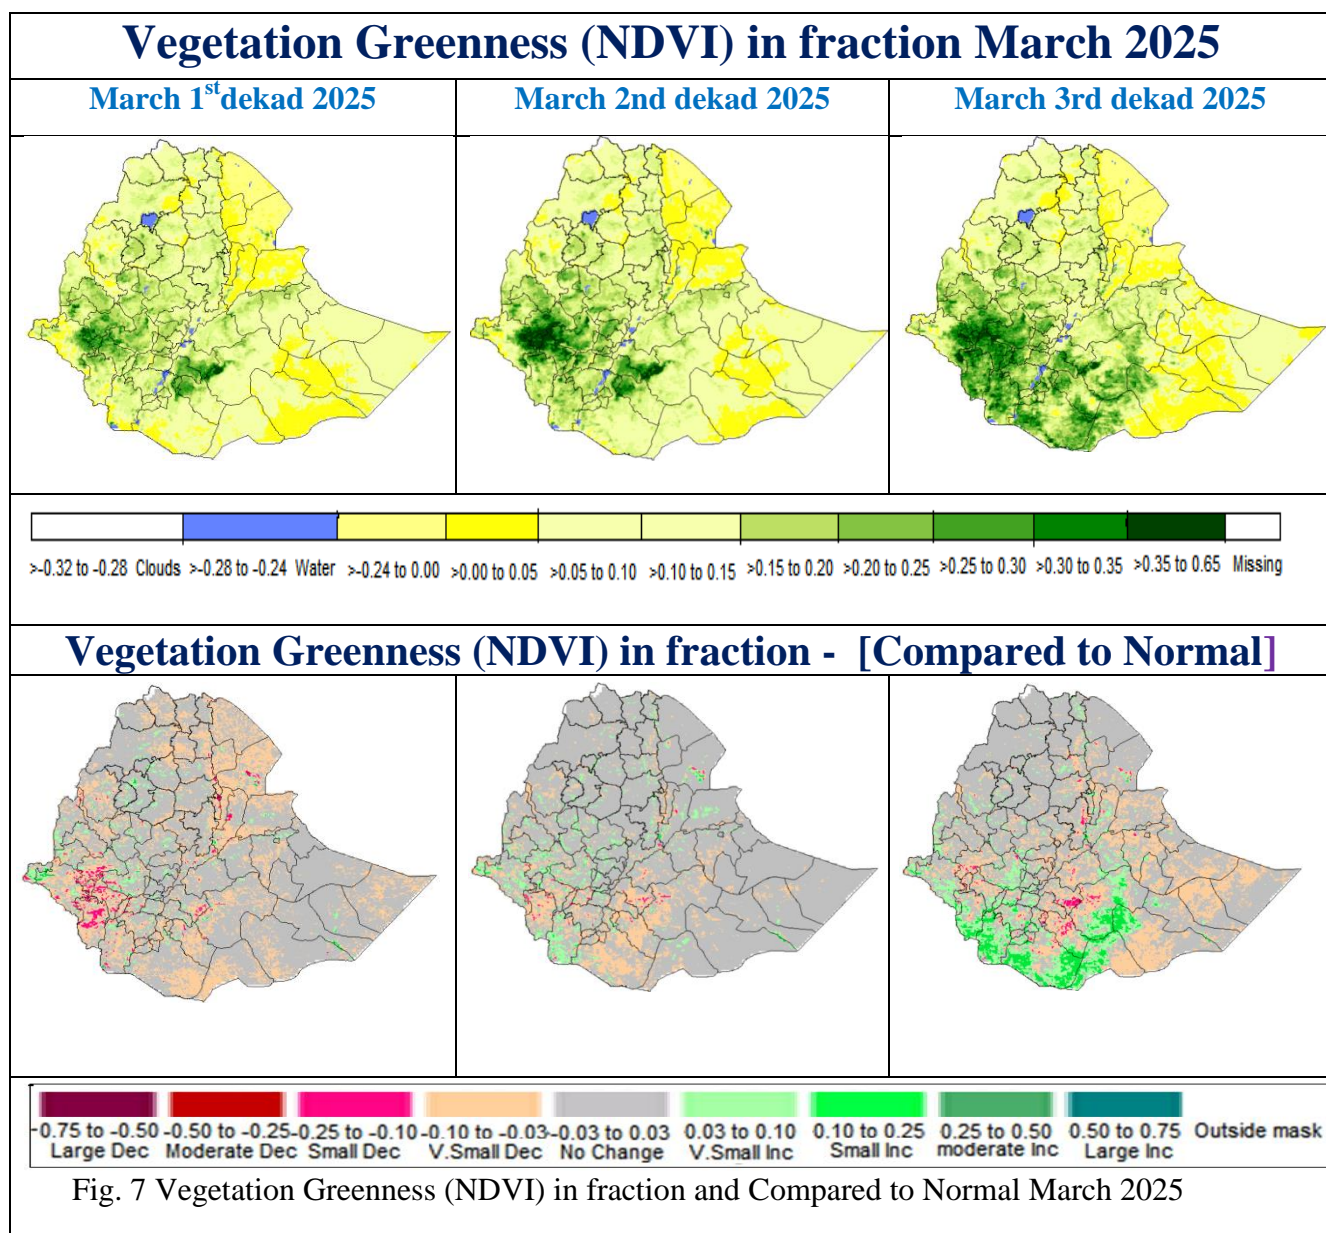 Vegetation Greenness (NDVI) in fraction March 2025
March 1st dekad 2025
March 2nd dekad 2025
March 3rd dekad 2025
>-0.32 to -0.28 Clouds >-0.28 to -0.24 Water >-0.24 to 0.00 >0.00 to 0.05 >0.05 to 0.10 >0.10 to 0.15 >0.15 to 0.20 >0.20 to 0.25 >0.25 to 0.30 >0.30 to 0.35 >0.35 to 0.65 Missing
Vegetation Greenness (NDVI) in fraction - [Compared to Normal]
-0.75 to -0.50 -0.50 to -0.25 -0.25 to -0.10 -0.10 to -0.03 -0.03 to 0.03 0.03 to 0.10 0.10 to 0.25 0.25 to 0.50 0.50 to 0.75 Outside mask
Large Dec Moderate Dec Small Dec V.Small Dec No Change V.Small Inc Small Inc moderate Inc Large Inc
Fig. 7 Vegetation Greenness (NDVI) in fraction and Compared to Normal March 2025